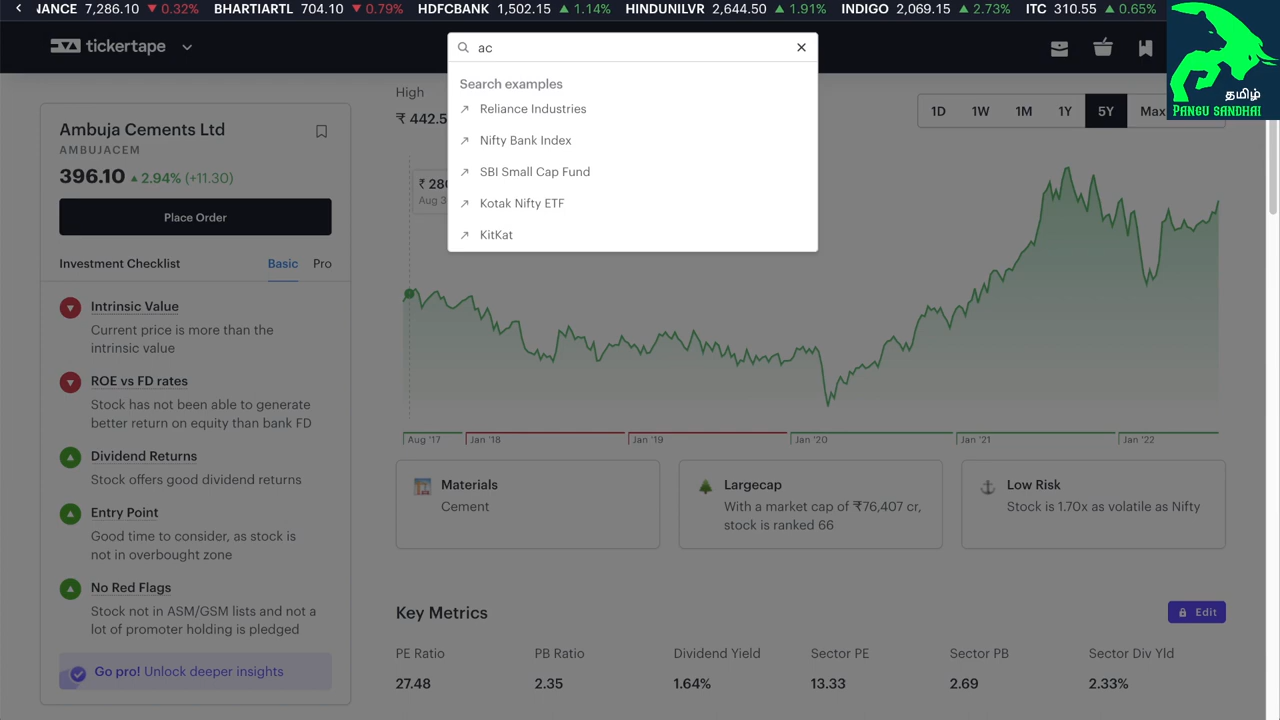 NANCE 7,286.10 ▼ 0.32% BHARTIARTL 704.10 ▼ 0.79% HDFCBANK 1,502.15 ▲ 1.14% HINDUNILVR 2,644.50 ▲ 1.91% INDIGO 2,069.15 ▲ 2.73% ITC 310.55 ▲ 0.65%
tickertape
ac
தமிழ்
PANGU SANDHAI
Search examples
Reliance Industries
Nifty Bank Index
SBI Small Cap Fund
Kotak Nifty ETF
KitKat
Ambuja Cements Ltd
AMBUJACEM
396.10 ▲ 2.94% (+11.30)
Place Order
Investment Checklist Basic Pro
Intrinsic Value
Current price is more than the
intrinsic value
ROE vs FD rates
Stock has not been able to generate
better return on equity than bank FD
Dividend Returns
Stock offers good dividend returns
Entry Point
Good time to consider, as stock is
not in overbought zone
No Red Flags
Stock not in ASM/GSM lists and not a
lot of promoter holding is pledged
Go pro! Unlock deeper insights
High
₹ 442.5
1D 1W 1M 1Y 5Y Max
₹ 280
Aug 3
Aug '17 Jan '18 Jan '19 Jan '20 Jan '21 Jan '22
Materials
Cement
Largecap
With a market cap of ₹76,407 cr,
stock is ranked 66
Low Risk
Stock is 1.70x as volatile as Nifty
Key Metrics
Edit
PE Ratio PB Ratio Dividend Yield Sector PE Sector PB Sector Div Yld
27.48 2.35 1.64% 13.33 2.69 2.33%